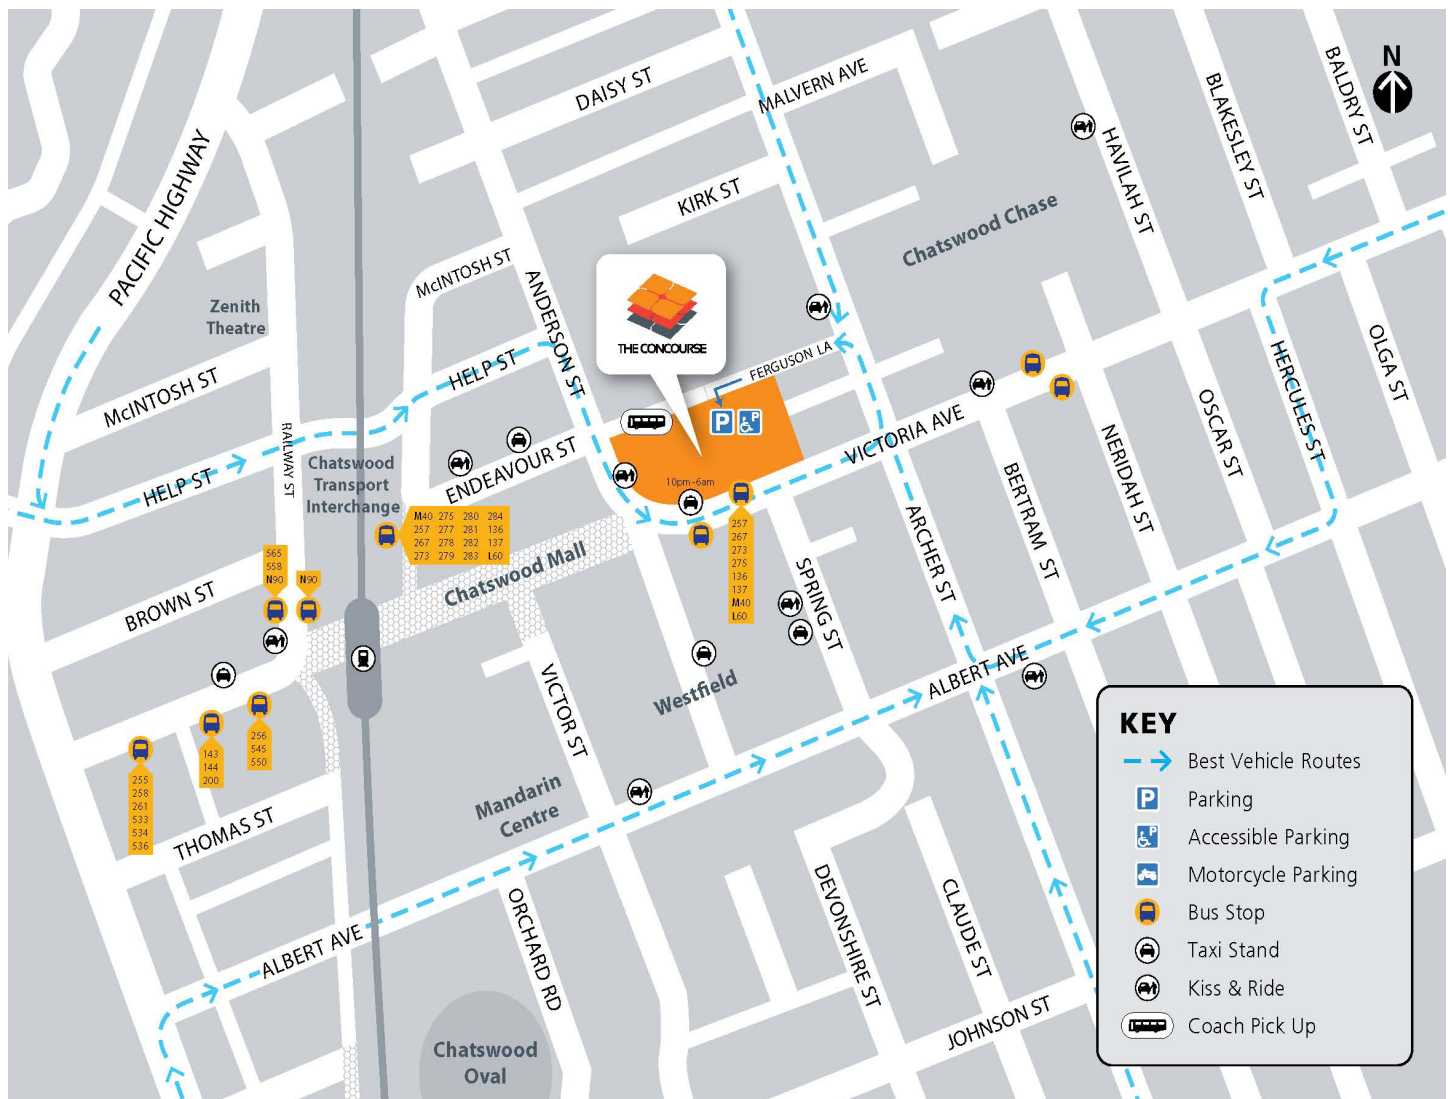 N
BALDRY ST
BLAKESLEY ST
HAVILAH ST
DAISY ST
MALVERN AVE
KIRK ST
PACIFIC HIGHWAY
Chatswood Chase
McINTOSH ST
ANDERSON ST
Zenith
Theatre
THE CONCOURSE
HELP ST
FERGUSON LA
P
P
McINTOSH ST
HERCULES ST
OLGA ST
OSCAR ST
VICTORIA AVE
NERIDAH ST
BERTRAM ST
RAILWAY ST
Chatswood
Transport
Interchange
HELP ST
ENDEAVOUR ST
10pm-6am
M40 275 280 284
257 277 281 136
267 278 282 137
273 279 283 L60
257
267
273
275
136
137
M40
L60
ARCHER ST
SPRING ST
565
558
N90
N90
Chatswood Mall
BROWN ST
VICTOR ST
Westfield
ALBERT AVE
256
545
550
143
144
200
255
258
261
533
534
536
THOMAS ST
Mandarin
Centre
ALBERT AVE
ORCHARD RD
DEVONSHIRE ST
CLAUDE ST
JOHNSON ST
Chatswood
Oval
KEY
Best Vehicle Routes
P
Parking
P
Accessible Parking
Motorcycle Parking
Bus Stop
Taxi Stand
Kiss & Ride
Coach Pick Up